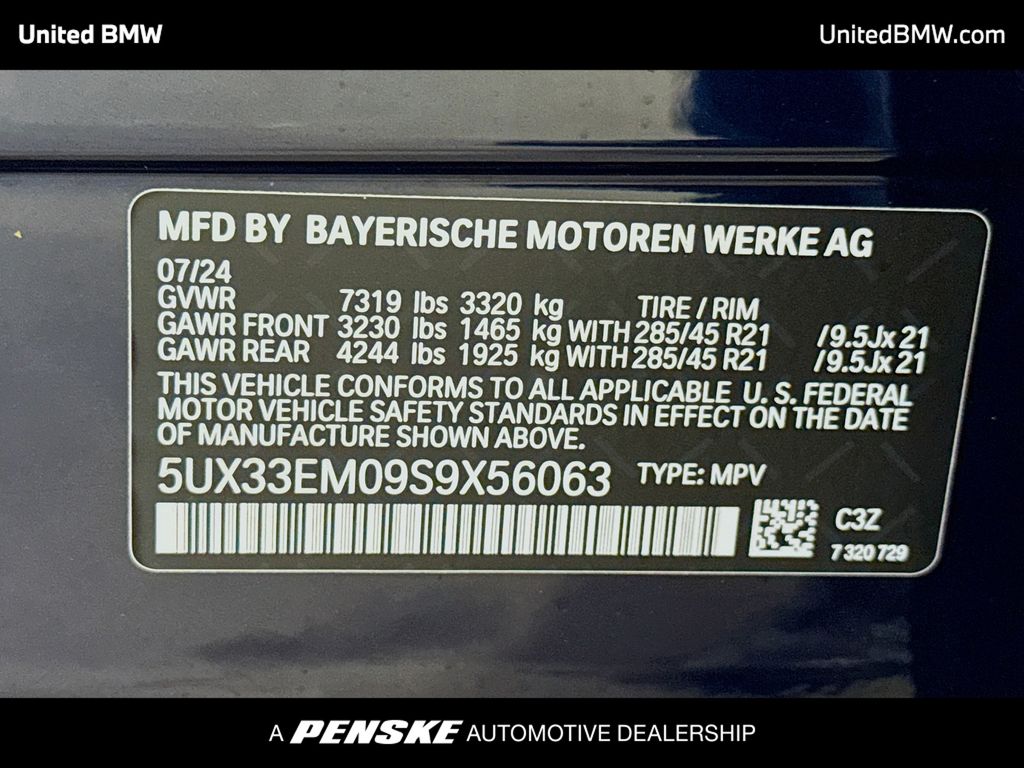 United BMW
UnitedBMW.com
MFD BY BAYERISCHE MOTOREN WERKE AG
07/24
GVWR 7319 lbs 3320 kg TIRE / RIM
GAWR FRONT 3230 lbs 1465 kg WITH 285/45 R21 /9.5Jx21
GAWR REAR 4244 lbs 1925 kg WITH 285/45 R21 /9.5Jx21
THIS VEHICLE CONFORMS TO ALL APPLICABLE U. S. FEDERAL
MOTOR VEHICLE SAFETY STANDARDS IN EFFECT ON THE DATE
OF MANUFACTURE SHOWN ABOVE.
5UX33EM09S9X56063 TYPE: MPV
C3Z
7 320 729
A PENSKE AUTOMOTIVE DEALERSHIP